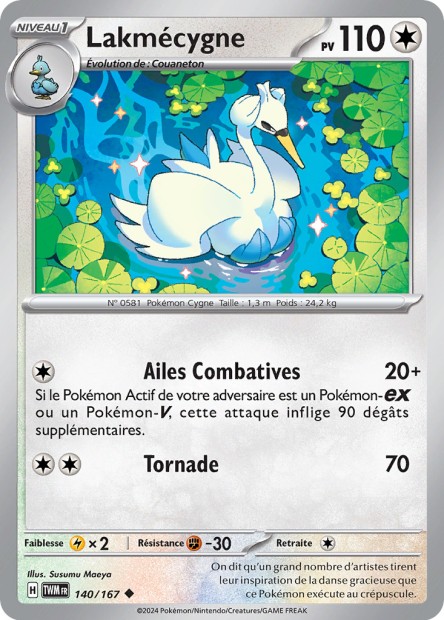 NIVEAU 1
Lakmécygne
PV 110
Évolution de : Couaneton
N° 0581 Pokémon Cygne Taille : 1,3 m Poids : 24,2 kg
Ailes Combatives 20+
Si le Pokémon Actif de votre adversaire est un Pokémon-ex
ou un Pokémon-V, cette attaque inflige 90 dégâts
supplémentaires.
Tornade 70
Faiblesse ×2 Résistance -30 Retraite
Illus. Susumu Maeya
On dit qu'un grand nombre d'artistes tirent
leur inspiration de la danse gracieuse que
ce Pokémon exécute au crépuscule.
H TWM FR 140/167
©2024 Pokémon/Nintendo/Creatures/GAME FREAK